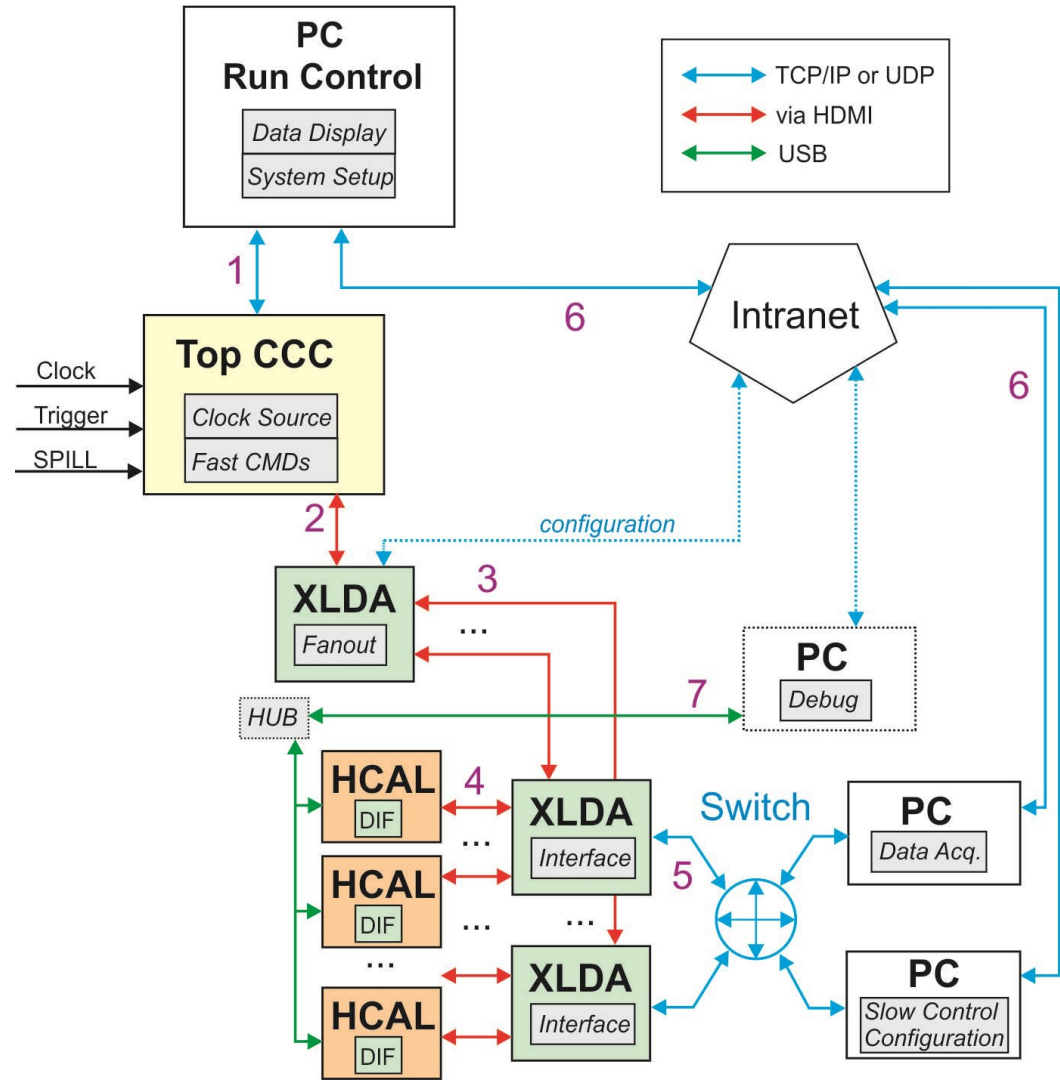 PC
Run Control
Data Display
System Setup
TCP/IP or UDP
via HDMI
USB
1
6
Intranet
6
Top CCC
Clock Source
Fast CMDs
Clock
Trigger
SPILL
2
configuration
XLDA
Fanout
3
...
PC
Debug
7
HUB
HCAL
DIF
4
...
XLDA
Interface
Switch
5
PC
Data Acq.
HCAL
DIF
...
...
...
XLDA
Interface
HCAL
DIF
PC
Slow Control
Configuration